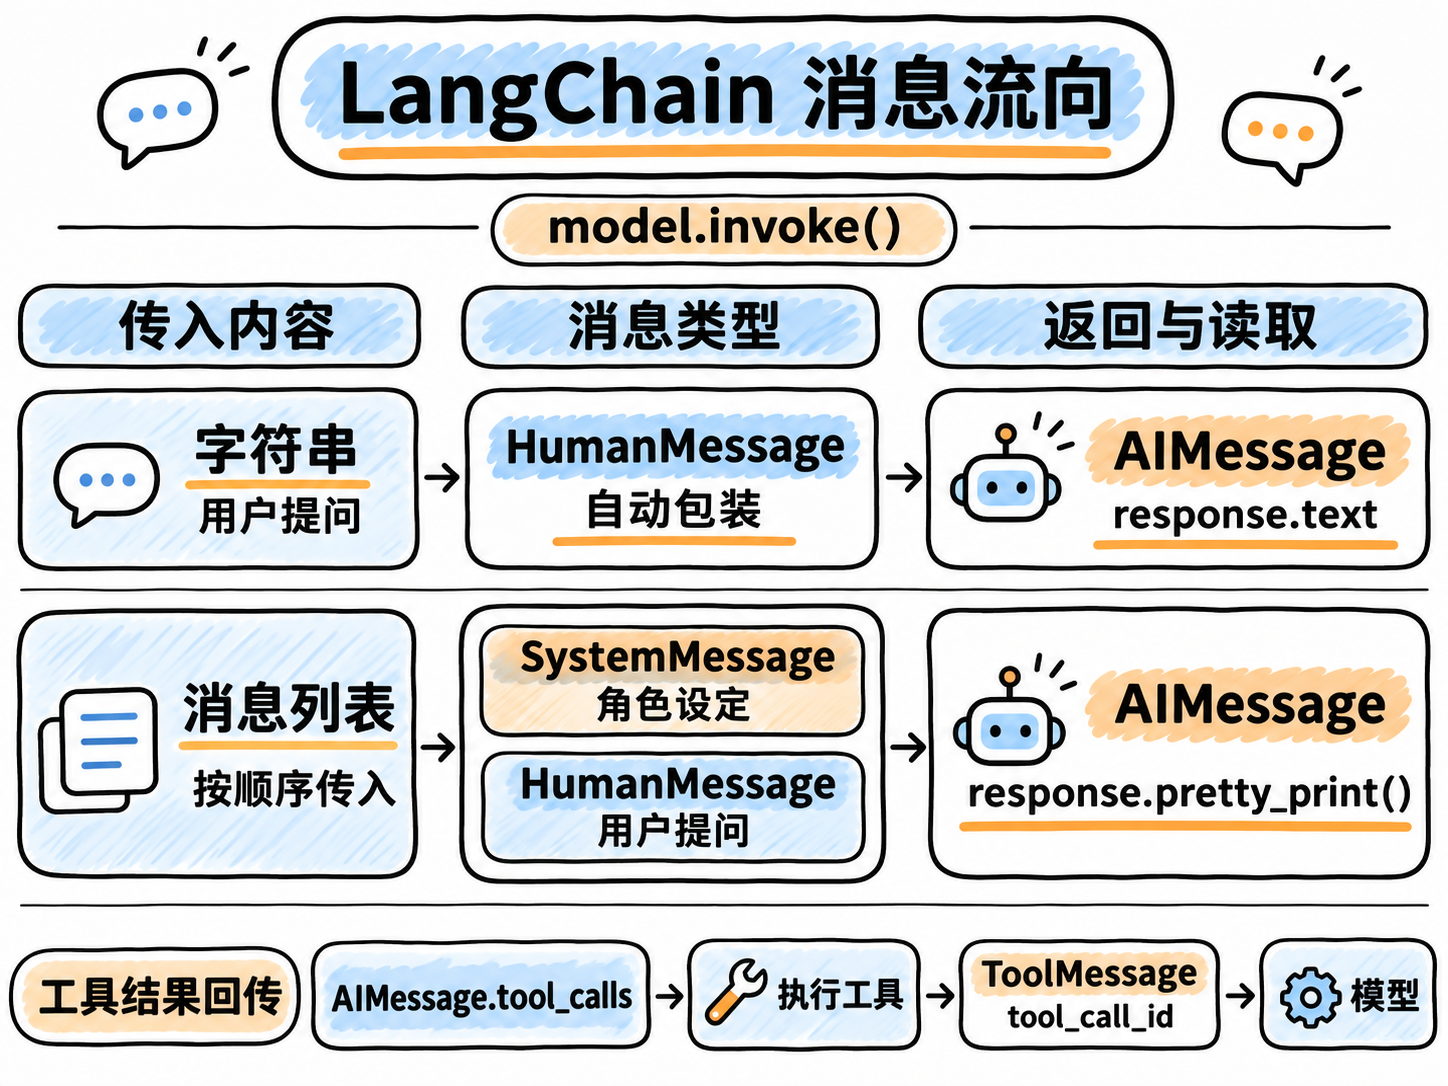 LangChain 消息流向
model.invoke()
传入内容
消息类型
返回与读取
字符串
用户提问
HumanMessage
自动包装
AIMessage
response.text
消息列表
按顺序传入
SystemMessage
角色设定
HumanMessage
用户提问
AIMessage
response.pretty_print()
工具结果回传
AIMessage.tool_calls
执行工具
ToolMessage
tool_call_id
模型